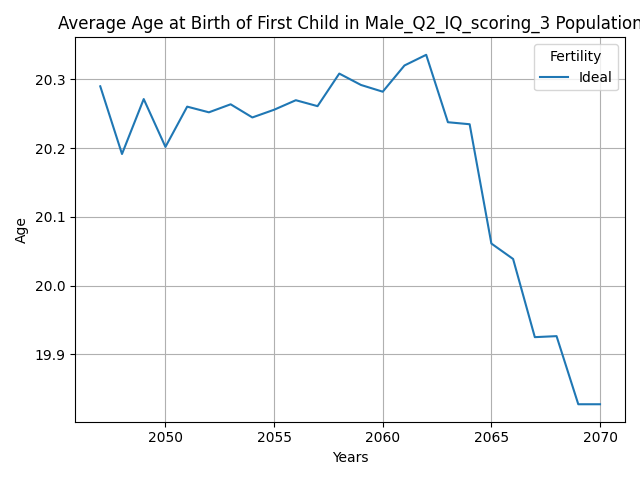 Average Age at Birth of First Child in Male_Q2_IQ_scoring_3 Population
Fertility
Ideal
20.3
20.2
20.1
20.0
19.9
Age
2050 2055 2060 2065 2070
Years